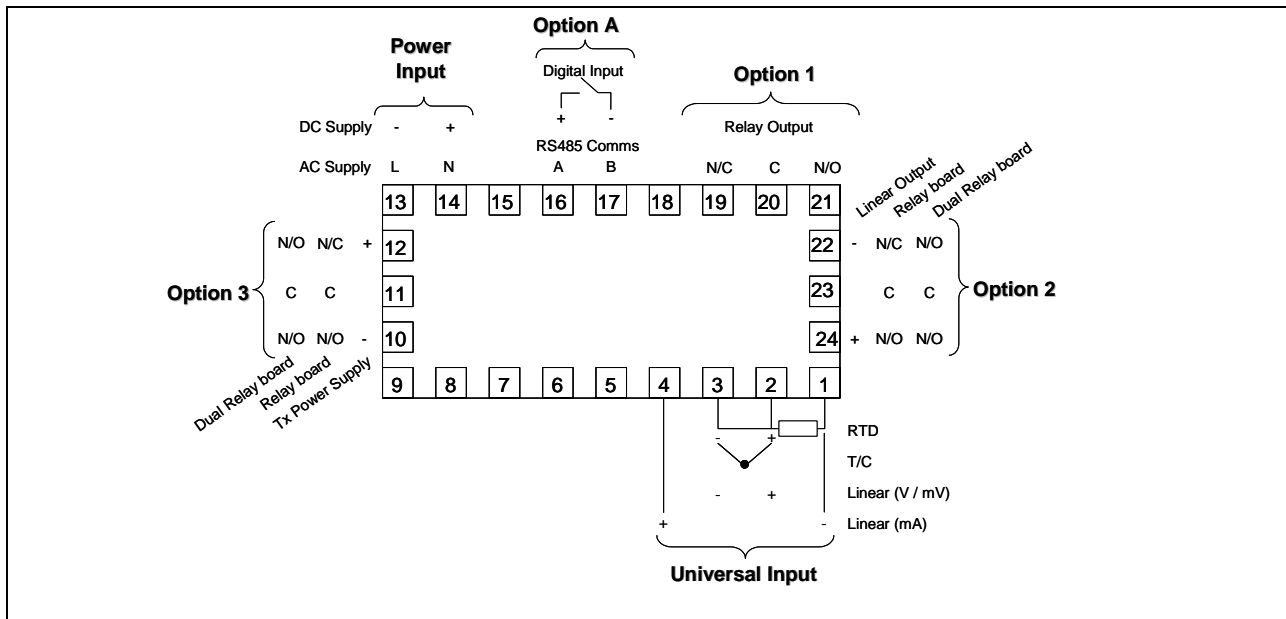 Option A
Power
Input
Digital Input
Option 1
DC Supply - +
+ -
Relay Output
RS485 Comms
AC Supply L N
A B
N/C C N/O
Linear Output
Relay board
Dual Relay board
13 14 15 16 17 18 19 20 21
N/O N/C + 12
22 - N/C N/O
Option 3
C C 11
23 C C
Option 2
N/O N/O - 10
24 + N/O N/O
Dual Relay board
Relay board
Tx Power Supply
9 8 7 6 5 4 3 2 1
RTD
- +
T/C
- + Linear (V / mV)
+ - Linear (mA)
Universal Input